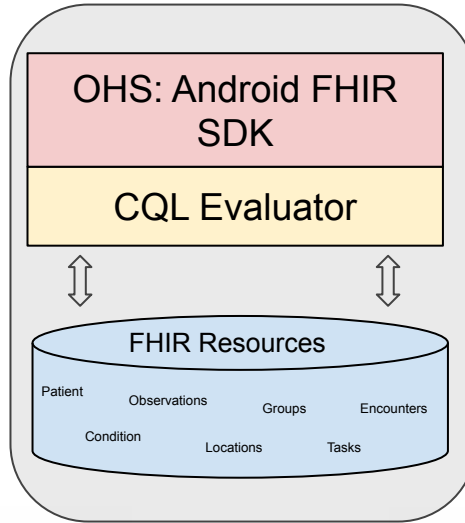 OHS: Android FHIR
SDK
CQL Evaluator
FHIR Resources
Patient
Observations
Groups
Encounters
Condition
Locations
Tasks